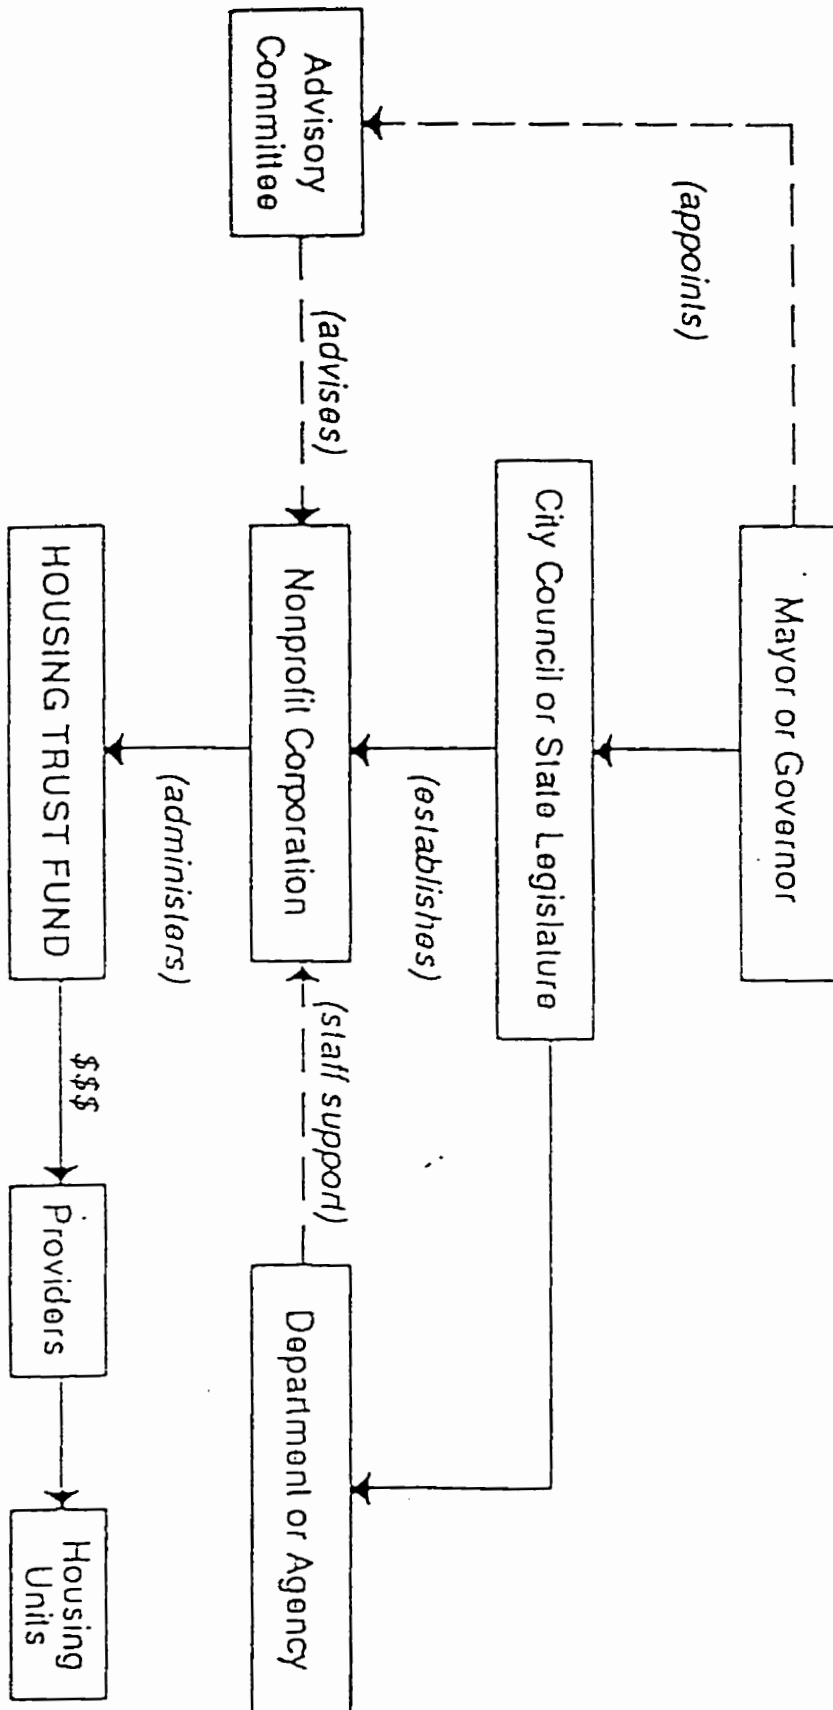 Mayor or Governor
(appoints)
City Council or State Legislature
(establishes)
Advisory
Committee
(advises)
Nonprofit Corporation
(staff support)
Department or Agency
(administers)
HOUSING TRUST FUND
$$$
Providers
Housing
Units